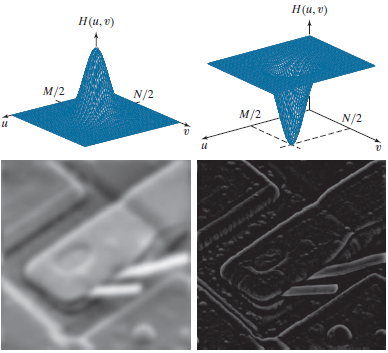 H(u, v)
M/2
N/2
u
v
H(u, v)
M/2
N/2
u
v